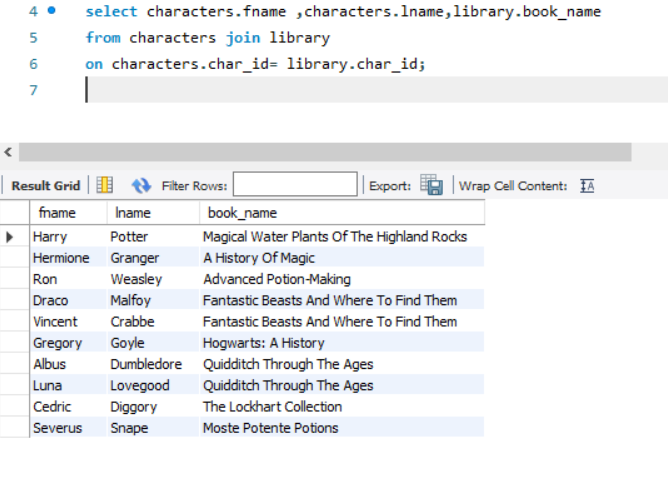 4 select characters.fname ,characters.lname,library.book_name
5 from characters join library
6 on characters.char_id= library.char_id;
7
Result Grid Filter Rows: Export: Wrap Cell Content: IA
fname lname book_name
Harry Potter Magical Water Plants Of The Highland Rocks
Hermione Granger A History Of Magic
Ron Weasley Advanced Potion-Making
Draco Malfoy Fantastic Beasts And Where To Find Them
Vincent Crabbe Fantastic Beasts And Where To Find Them
Gregory Goyle Hogwarts: A History
Albus Dumbledore Quidditch Through The Ages
Luna Lovegood Quidditch Through The Ages
Cedric Diggory The Lockhart Collection
Severus Snape Moste Potente Potions